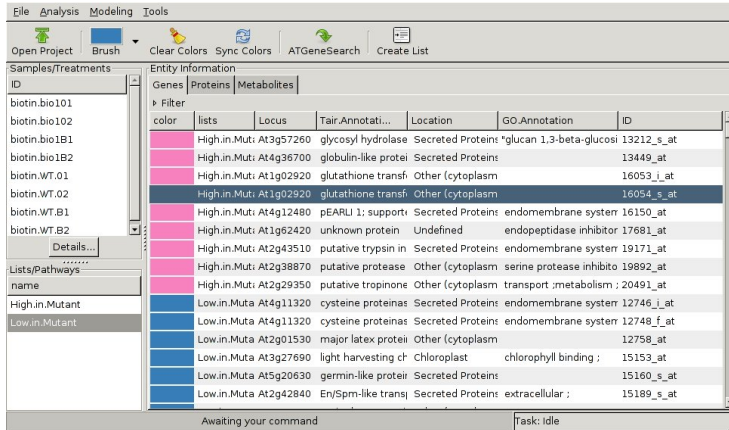 File Analysis Modeling Tools
Open Project Brush Clear Colors Sync Colors ATGeneSearch Create List
Samples/Treatments
ID
biotin.bio101
biotin.bio102
biotin.bio1B1
biotin.bio1B2
biotin.WT.01
biotin.WT.02
biotin.WT.B1
biotin.WT.B2
Details...
Lists/Pathways
name
High.in.Mutant
Low.in.Mutant
Entity Information
Genes Proteins Metabolites
Filter
color lists Locus Tair.Annotati... Location GO.Annotation ID
High.in.Muta At3g57260 glycosyl hydrolase Secreted Proteins "glucan 1,3-beta-glucosi 13212_s_at
High.in.Muta At4g36700 globulin-like protei Secreted Proteins 13449_at
High.in.Muta At1g02920 glutathione transf Other (cytoplasm 16053_i_at
High.in.Muta At1g02920 glutathione transf Other (cytoplasm 16054_s_at
High.in.Muta At4g12480 pEARLI 1; supporte Secreted Proteins endomembrane system 16150_at
High.in.Muta At1g62420 unknown protein Undefined endopeptidase inhibitor 17681_at
High.in.Muta At2g43510 putative trypsin in Secreted Proteins endomembrane system 19171_at
High.in.Muta At2g38870 putative protease Other (cytoplasm serine protease inhibito 19892_at
High.in.Muta At2g29350 putative tropinone Other (cytoplasm transport ;metabolism ; 20491_at
Low.in.Muta At4g11320 cysteine proteinas Secreted Proteins endomembrane system 12746_i_at
Low.in.Muta At4g11320 cysteine proteinas Secreted Proteins endomembrane system 12748_f_at
Low.in.Muta At2g01530 major latex protei Other (cytoplasm 12758_at
Low.in.Muta At3g27690 light harvesting ch Chloroplast chlorophyll binding ; 15153_at
Low.in.Muta At5g20630 germin-like protei Secreted Proteins 15160_s_at
Low.in.Muta At2g42840 En/Spm-like transp Secreted Proteins extracellular ; 15189_s_at
Awaiting your command Task: Idle